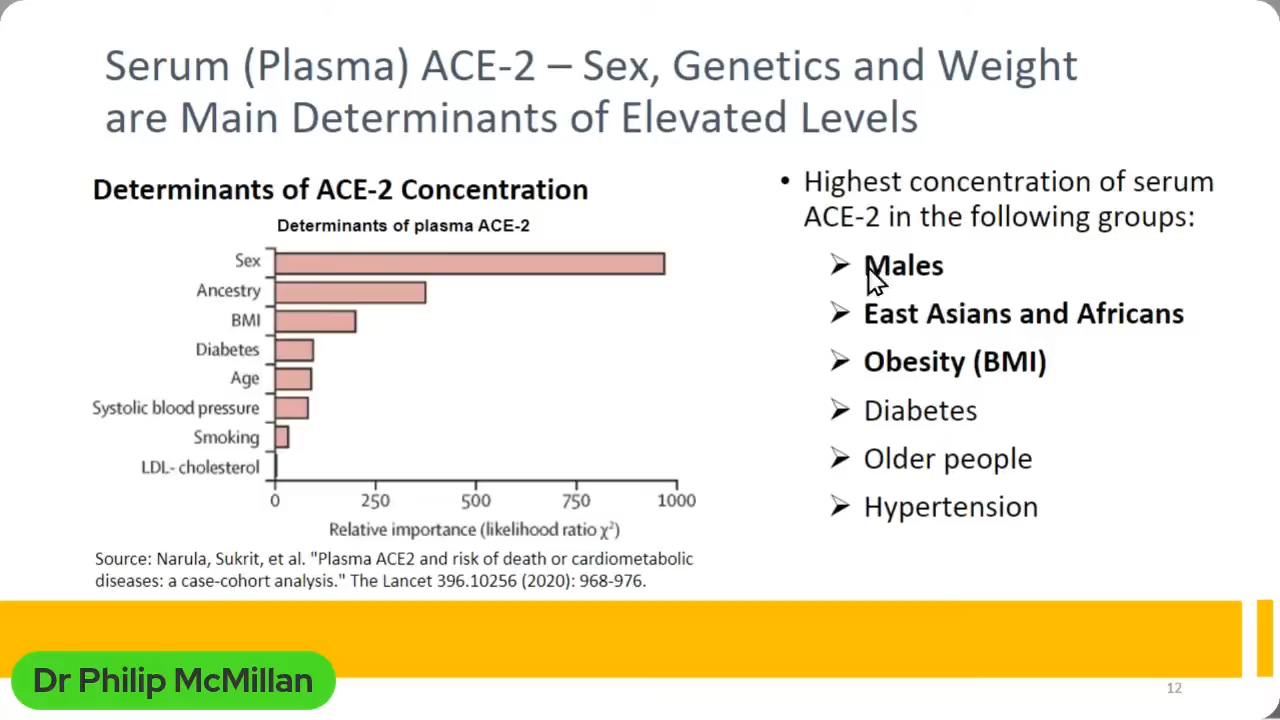 Serum (Plasma) ACE-2 – Sex, Genetics and Weight
are Main Determinants of Elevated Levels
Determinants of ACE-2 Concentration
Determinants of plasma ACE-2
Sex
Ancestry
BMI
Diabetes
Age
Systolic blood pressure
Smoking
LDL- cholesterol
0 250 500 750 1000
Relative importance (likelihood ratio χ²)
Source: Narula, Sukrit, et al. "Plasma ACE2 and risk of death or cardiometabolic
diseases: a case-cohort analysis." The Lancet 396.10256 (2020): 968-976.
• Highest concentration of serum
ACE-2 in the following groups:
➢ Males
➢ East Asians and Africans
➢ Obesity (BMI)
➢ Diabetes
➢ Older people
➢ Hypertension
Dr Philip McMillan
12